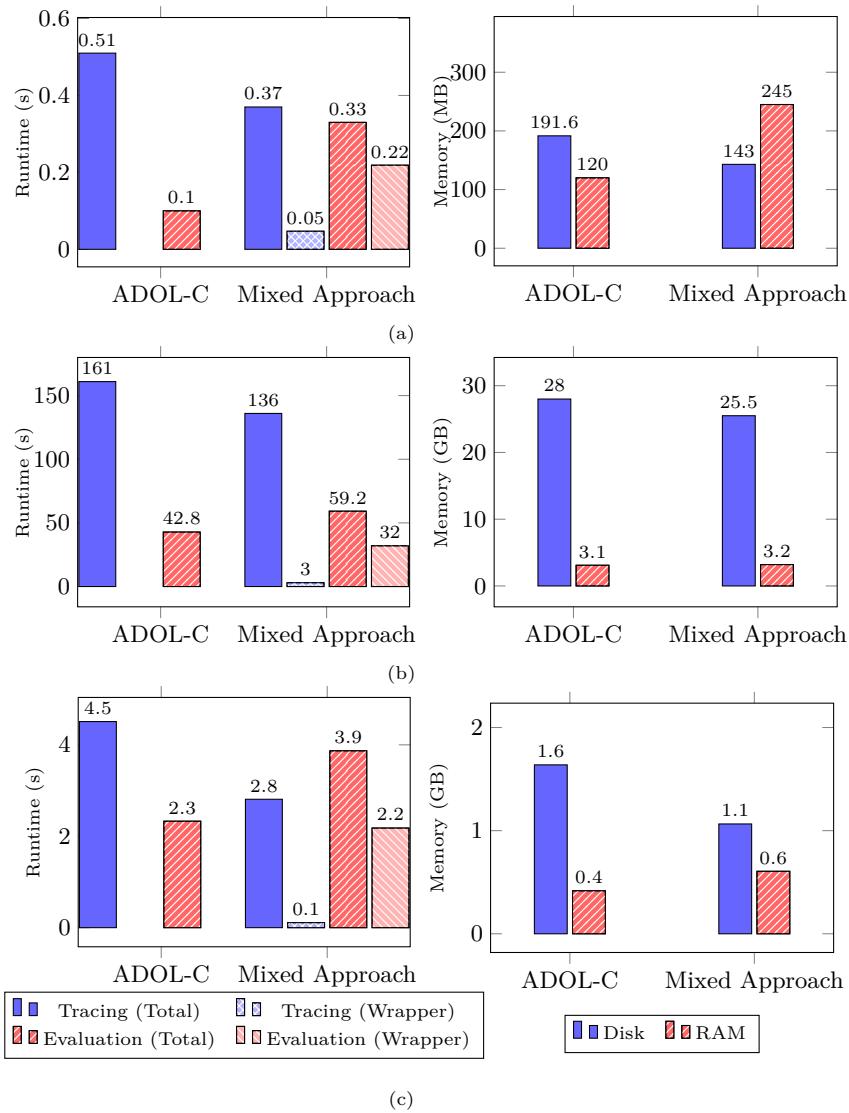 0.6
0.4
0.2
0
Runtime (s)
0.51
0.1
0.37
0.05
0.33
0.22
ADOL-C Mixed Approach
300
200
100
0
Memory (MB)
191.6
120
143
245
ADOL-C Mixed Approach
(a)
150
100
50
0
Runtime (s)
161
42.8
136
3
59.2
32
ADOL-C Mixed Approach
30
20
10
0
Memory (GB)
28
3.1
25.5
3.2
ADOL-C Mixed Approach
(b)
4
2
0
Runtime (s)
4.5
2.3
2.8
0.1
3.9
2.2
ADOL-C Mixed Approach
2
1
0
Memory (GB)
1.6
0.4
1.1
0.6
ADOL-C Mixed Approach
Tracing (Total) Tracing (Wrapper)
Evaluation (Total) Evaluation (Wrapper)
Disk RAM
(c)